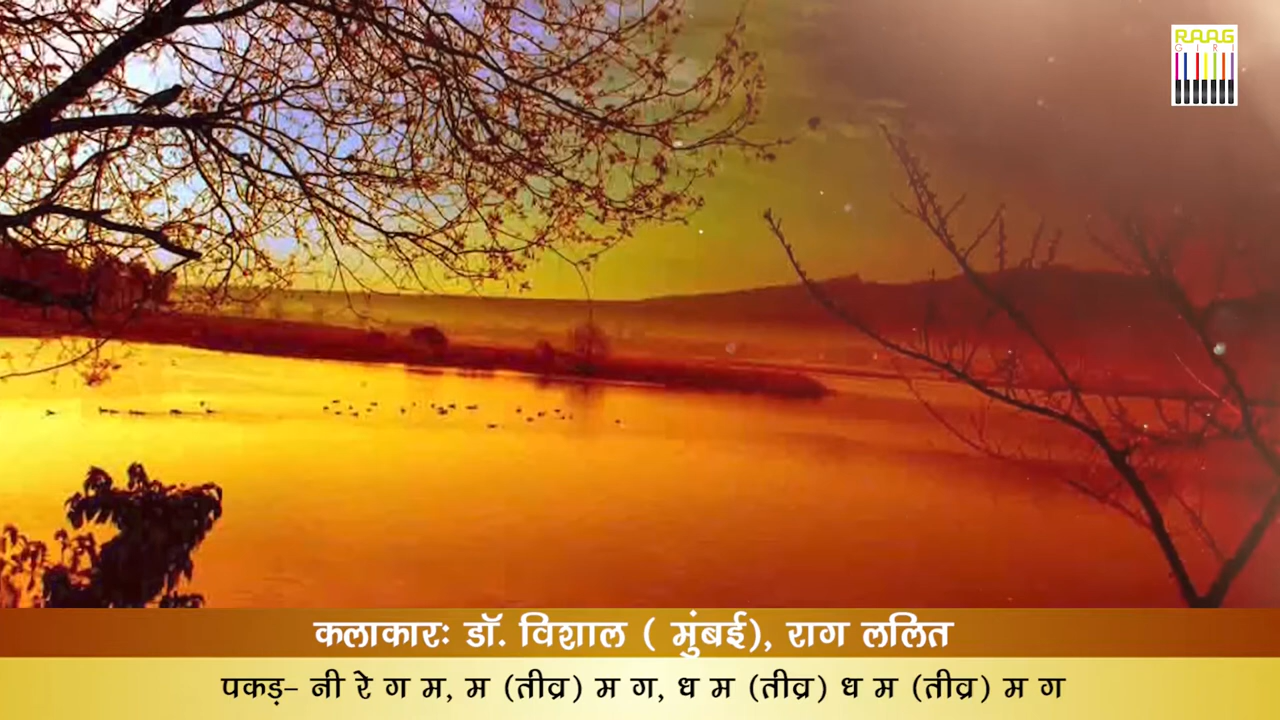 RAAG
GIRI
कलाकारः डॉ. विशाल ( मुंबई), राग ललित
पकड़– नी रे ग म, म (तीव्र) म ग, ध म (तीव्र) ध म (तीव्र) म ग